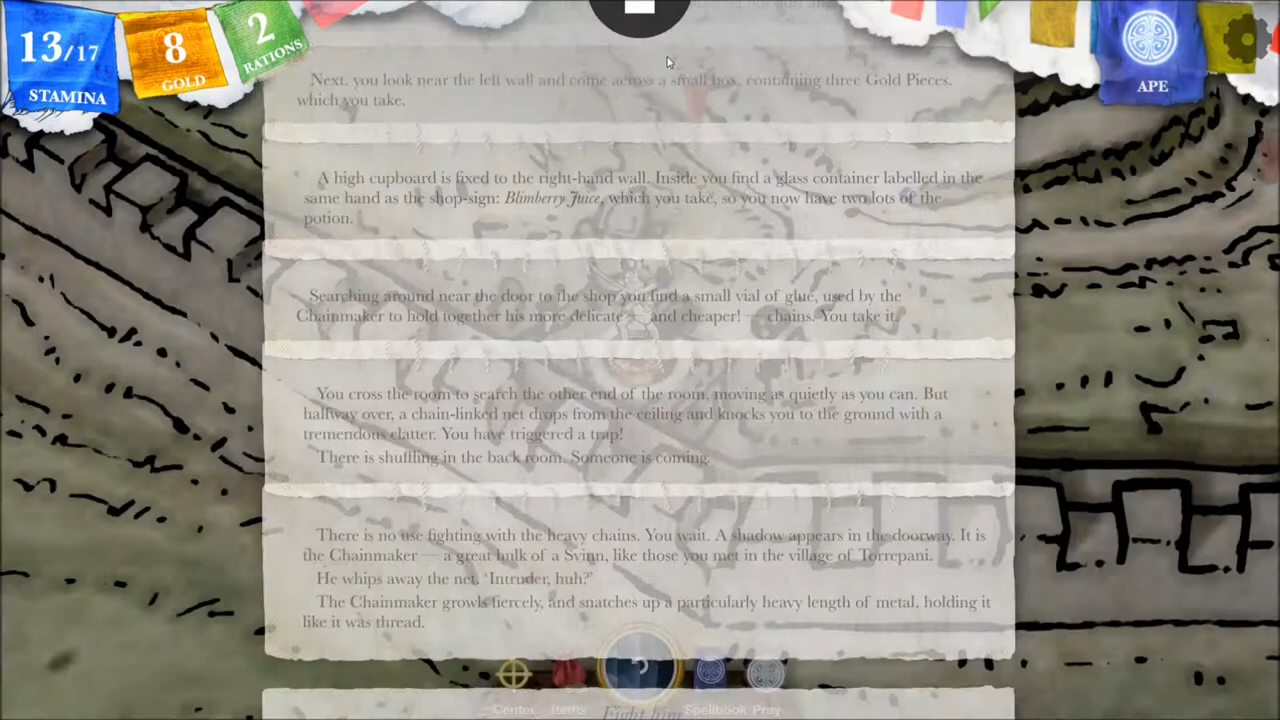 13/17
STAMINA
8
GOLD
2
RATIONS
APE
Next, you look near the left wall and come across a small box, containing three Gold Pieces,
which you take.
A high cupboard is fixed to the right-hand wall. Inside you find a glass container labelled in the
same hand as the shop-sign: Blimberry Juice, which you take, so you now have two lots of the
potion.
Searching around near the door to the shop you find a small vial of glue, used by the
Chainmaker to hold together his more delicate — and cheaper! — chains. You take it.
You cross the room to search the other end of the room, moving as quietly as you can. But
halfway over, a chain-linked net drops from the ceiling and knocks you to the ground with a
tremendous clatter. You have triggered a trap!
There is shuffling in the back room. Someone is coming.
There is no use fighting with the heavy chains. You wait. A shadow appears in the doorway. It is
the Chainmaker — a great hulk of a Svinn, like those you met in the village of Torrepani.
He whips away the net. ‘Intruder, huh?’
The Chainmaker growls fiercely, and snatches up a particularly heavy length of metal, holding it
like it was thread.
Center Items Spellbook Pray
Fight him